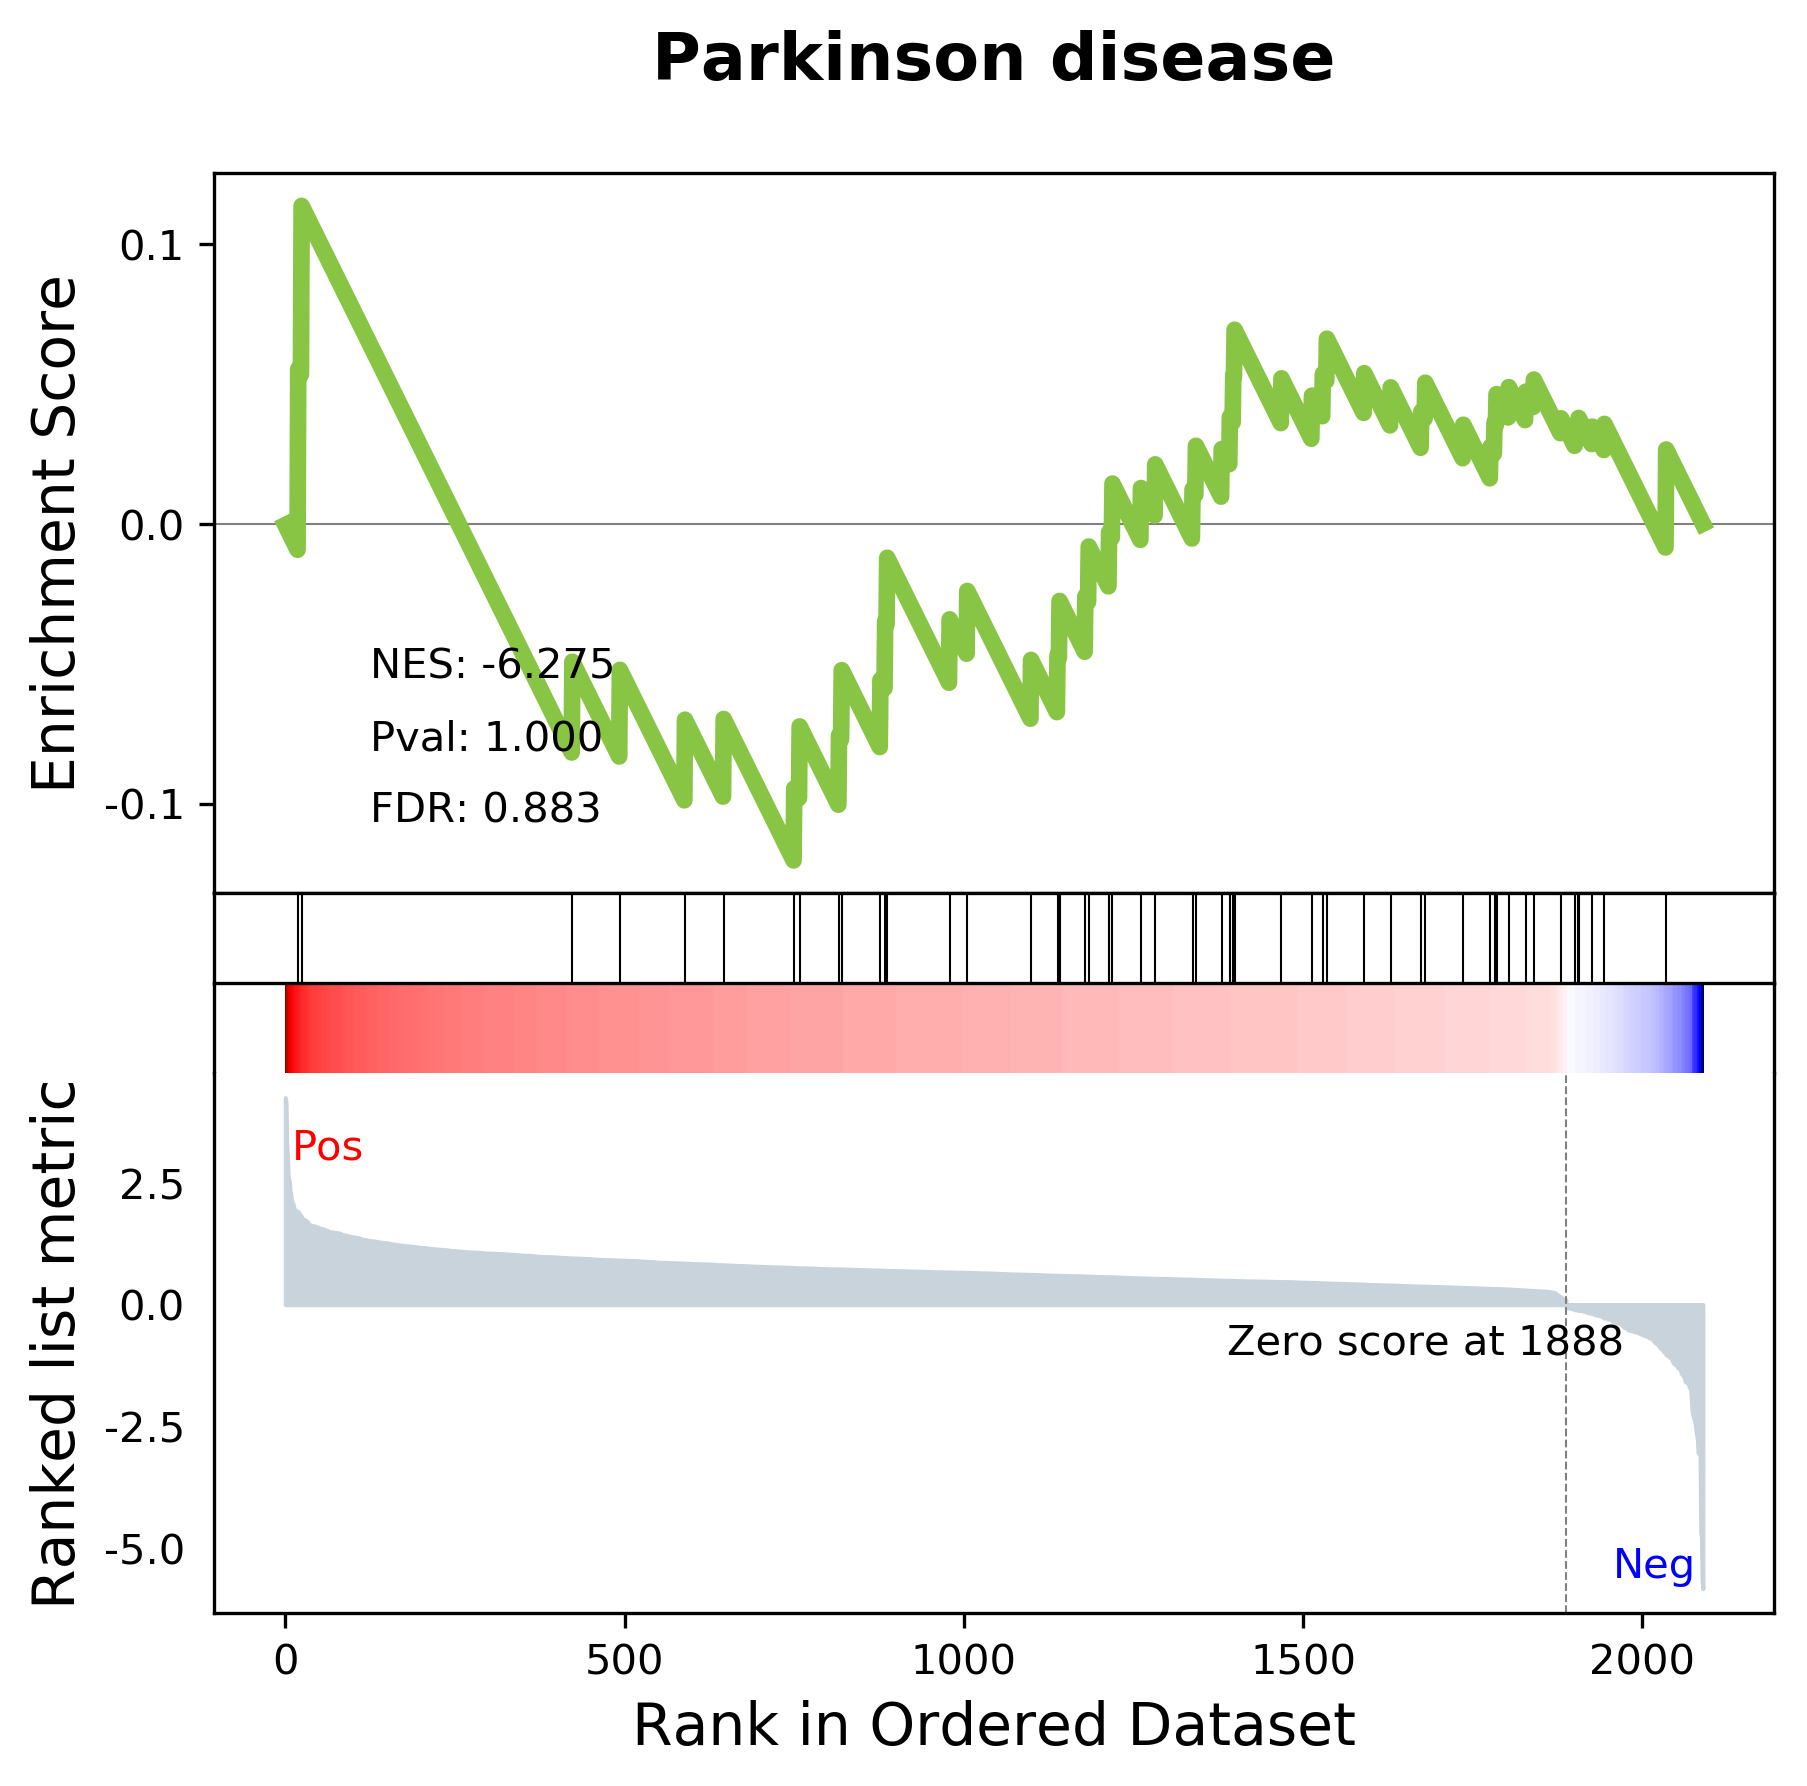 Parkinson disease
Enrichment Score
0.1
0.0
-0.1
NES: -6.275
Pval: 1.000
FDR: 0.883
Ranked list metric
2.5
0.0
-2.5
-5.0
Pos
Zero score at 1888
Neg
0 500 1000 1500 2000
Rank in Ordered Dataset